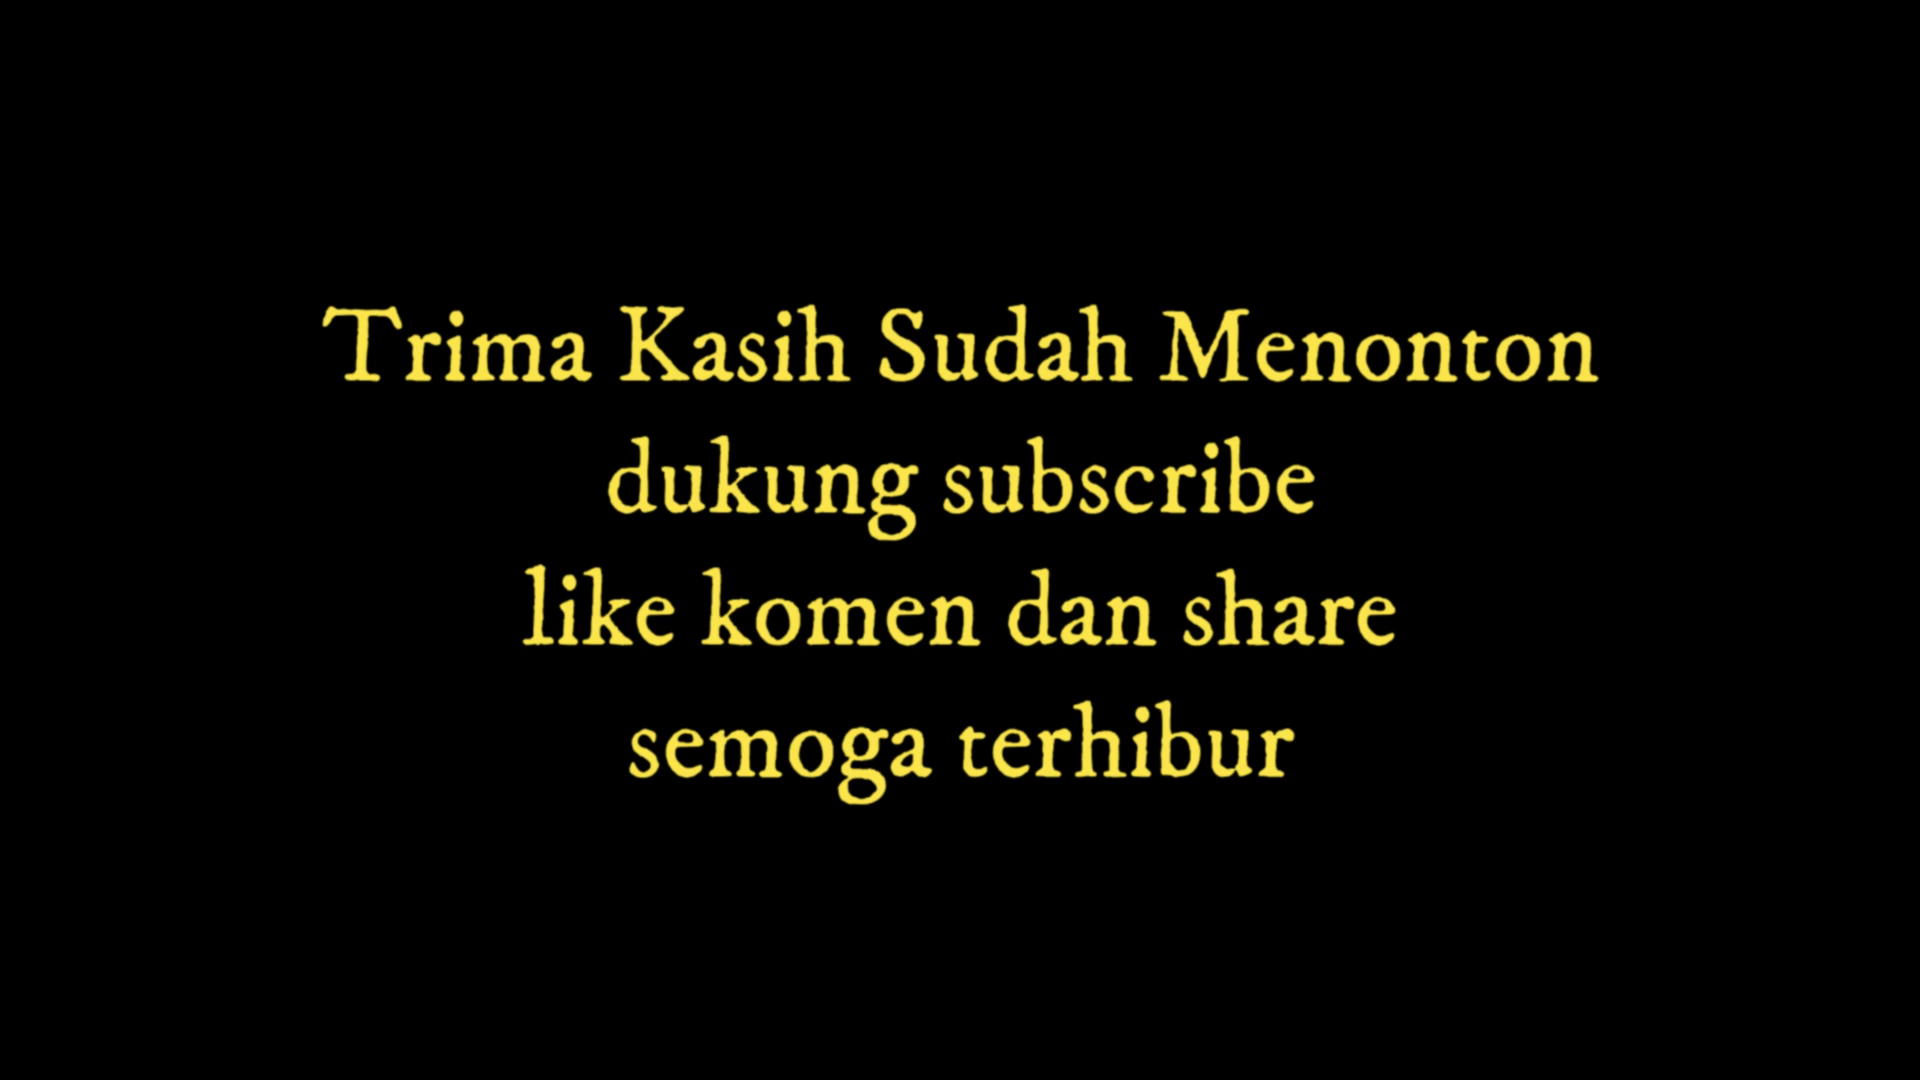 Trima Kasih Sudah Menonton
dukung subscribe
like komen dan share
semoga terhibur